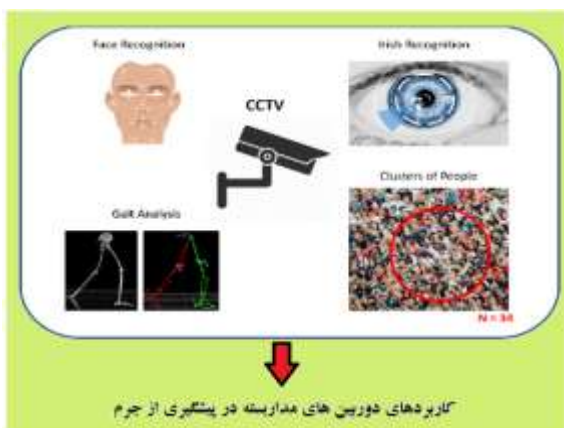 Face Recognition
Irish Recognition
CCTV
Clusters of People
Gait Analysis
N = 34
کاربردهای دوربین های مداربسته در پیشگیری از جرم